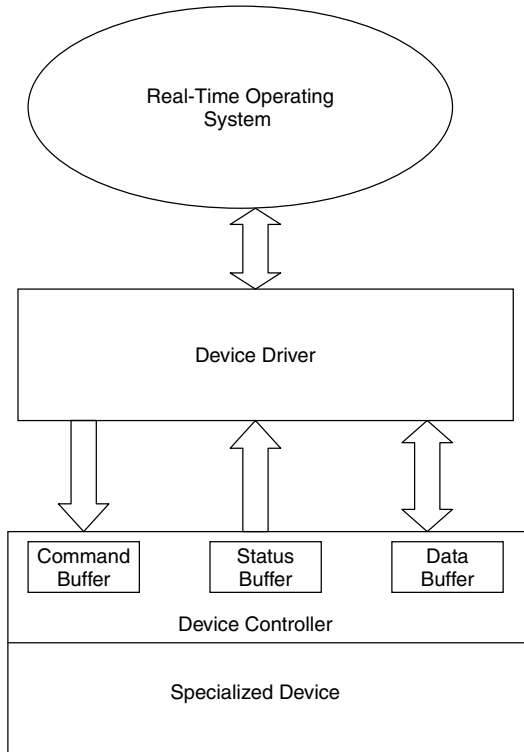 Real-Time Operating
System
Device Driver
Command
Buffer
Status
Buffer
Data
Buffer
Device Controller
Specialized Device